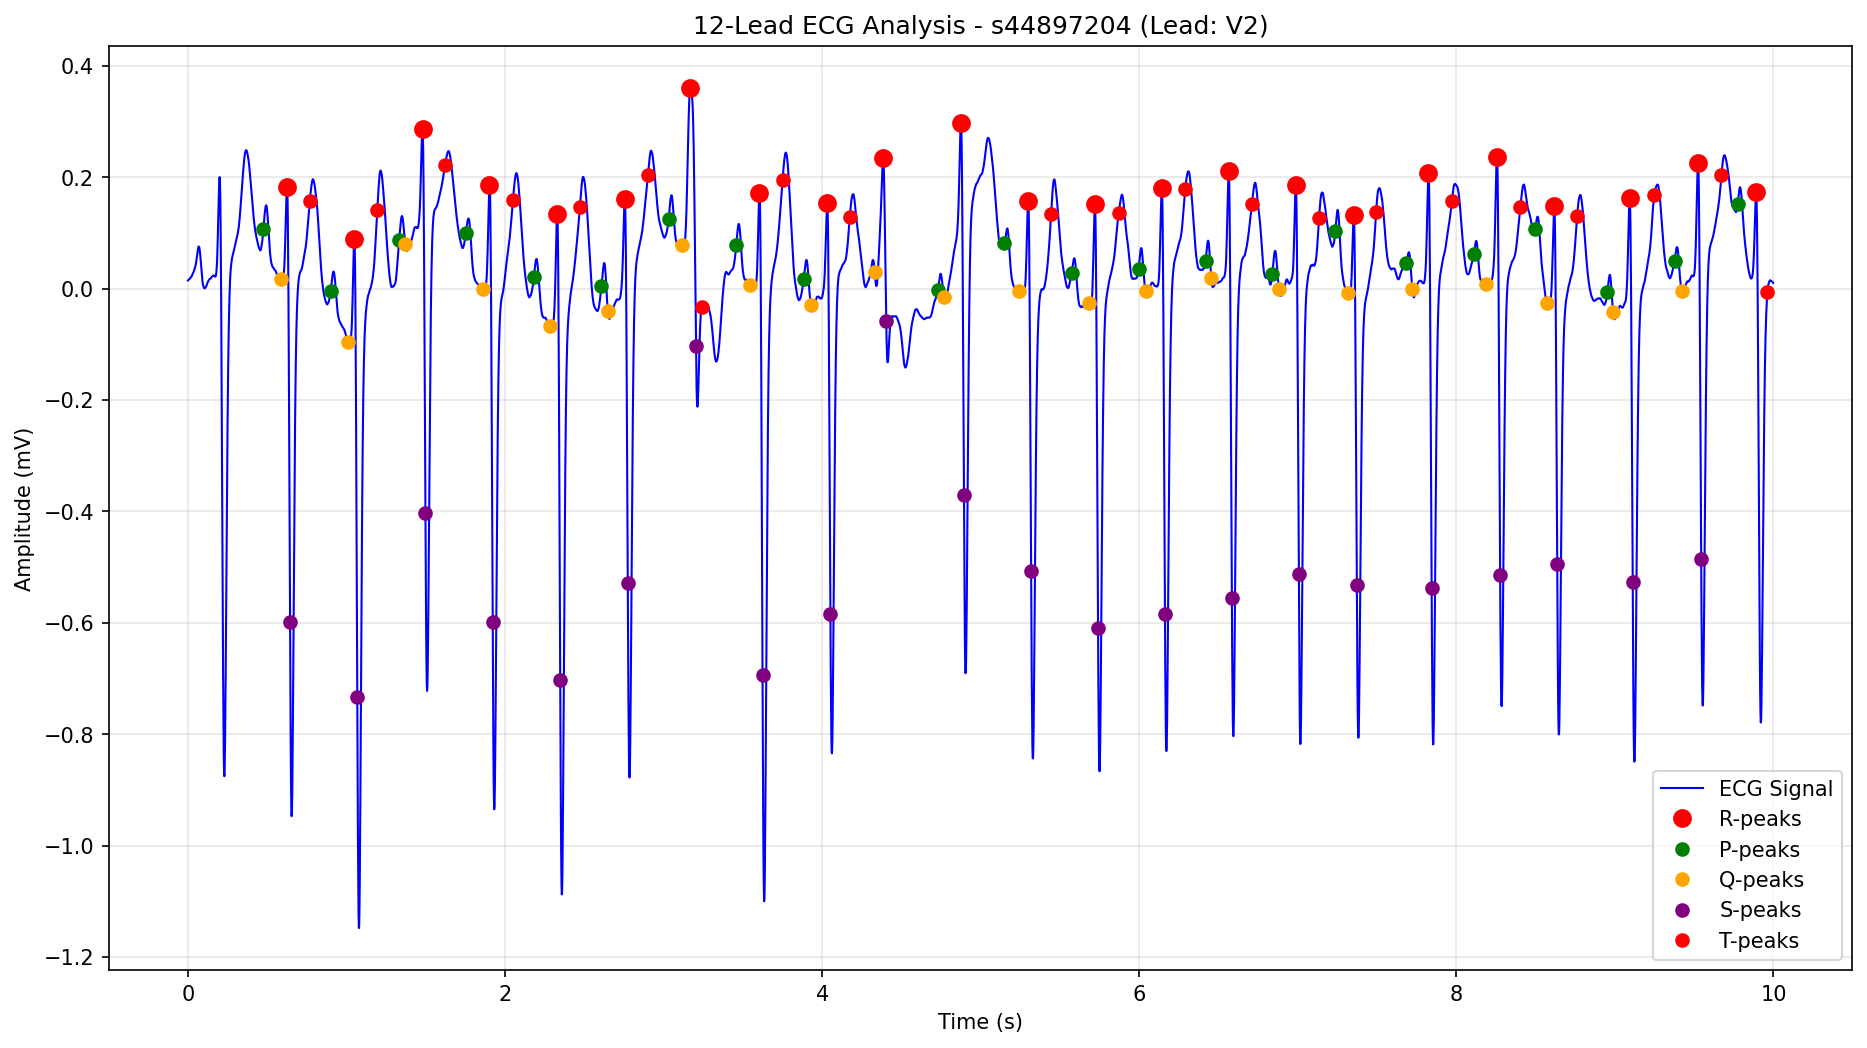 12-Lead ECG Analysis - s44897204 (Lead: V2)
Amplitude (mV)
0.4
0.2
0.0
−0.2
−0.4
−0.6
−0.8
−1.0
−1.2
0 2 4 6 8 10
Time (s)
ECG Signal
R-peaks
P-peaks
Q-peaks
S-peaks
T-peaks